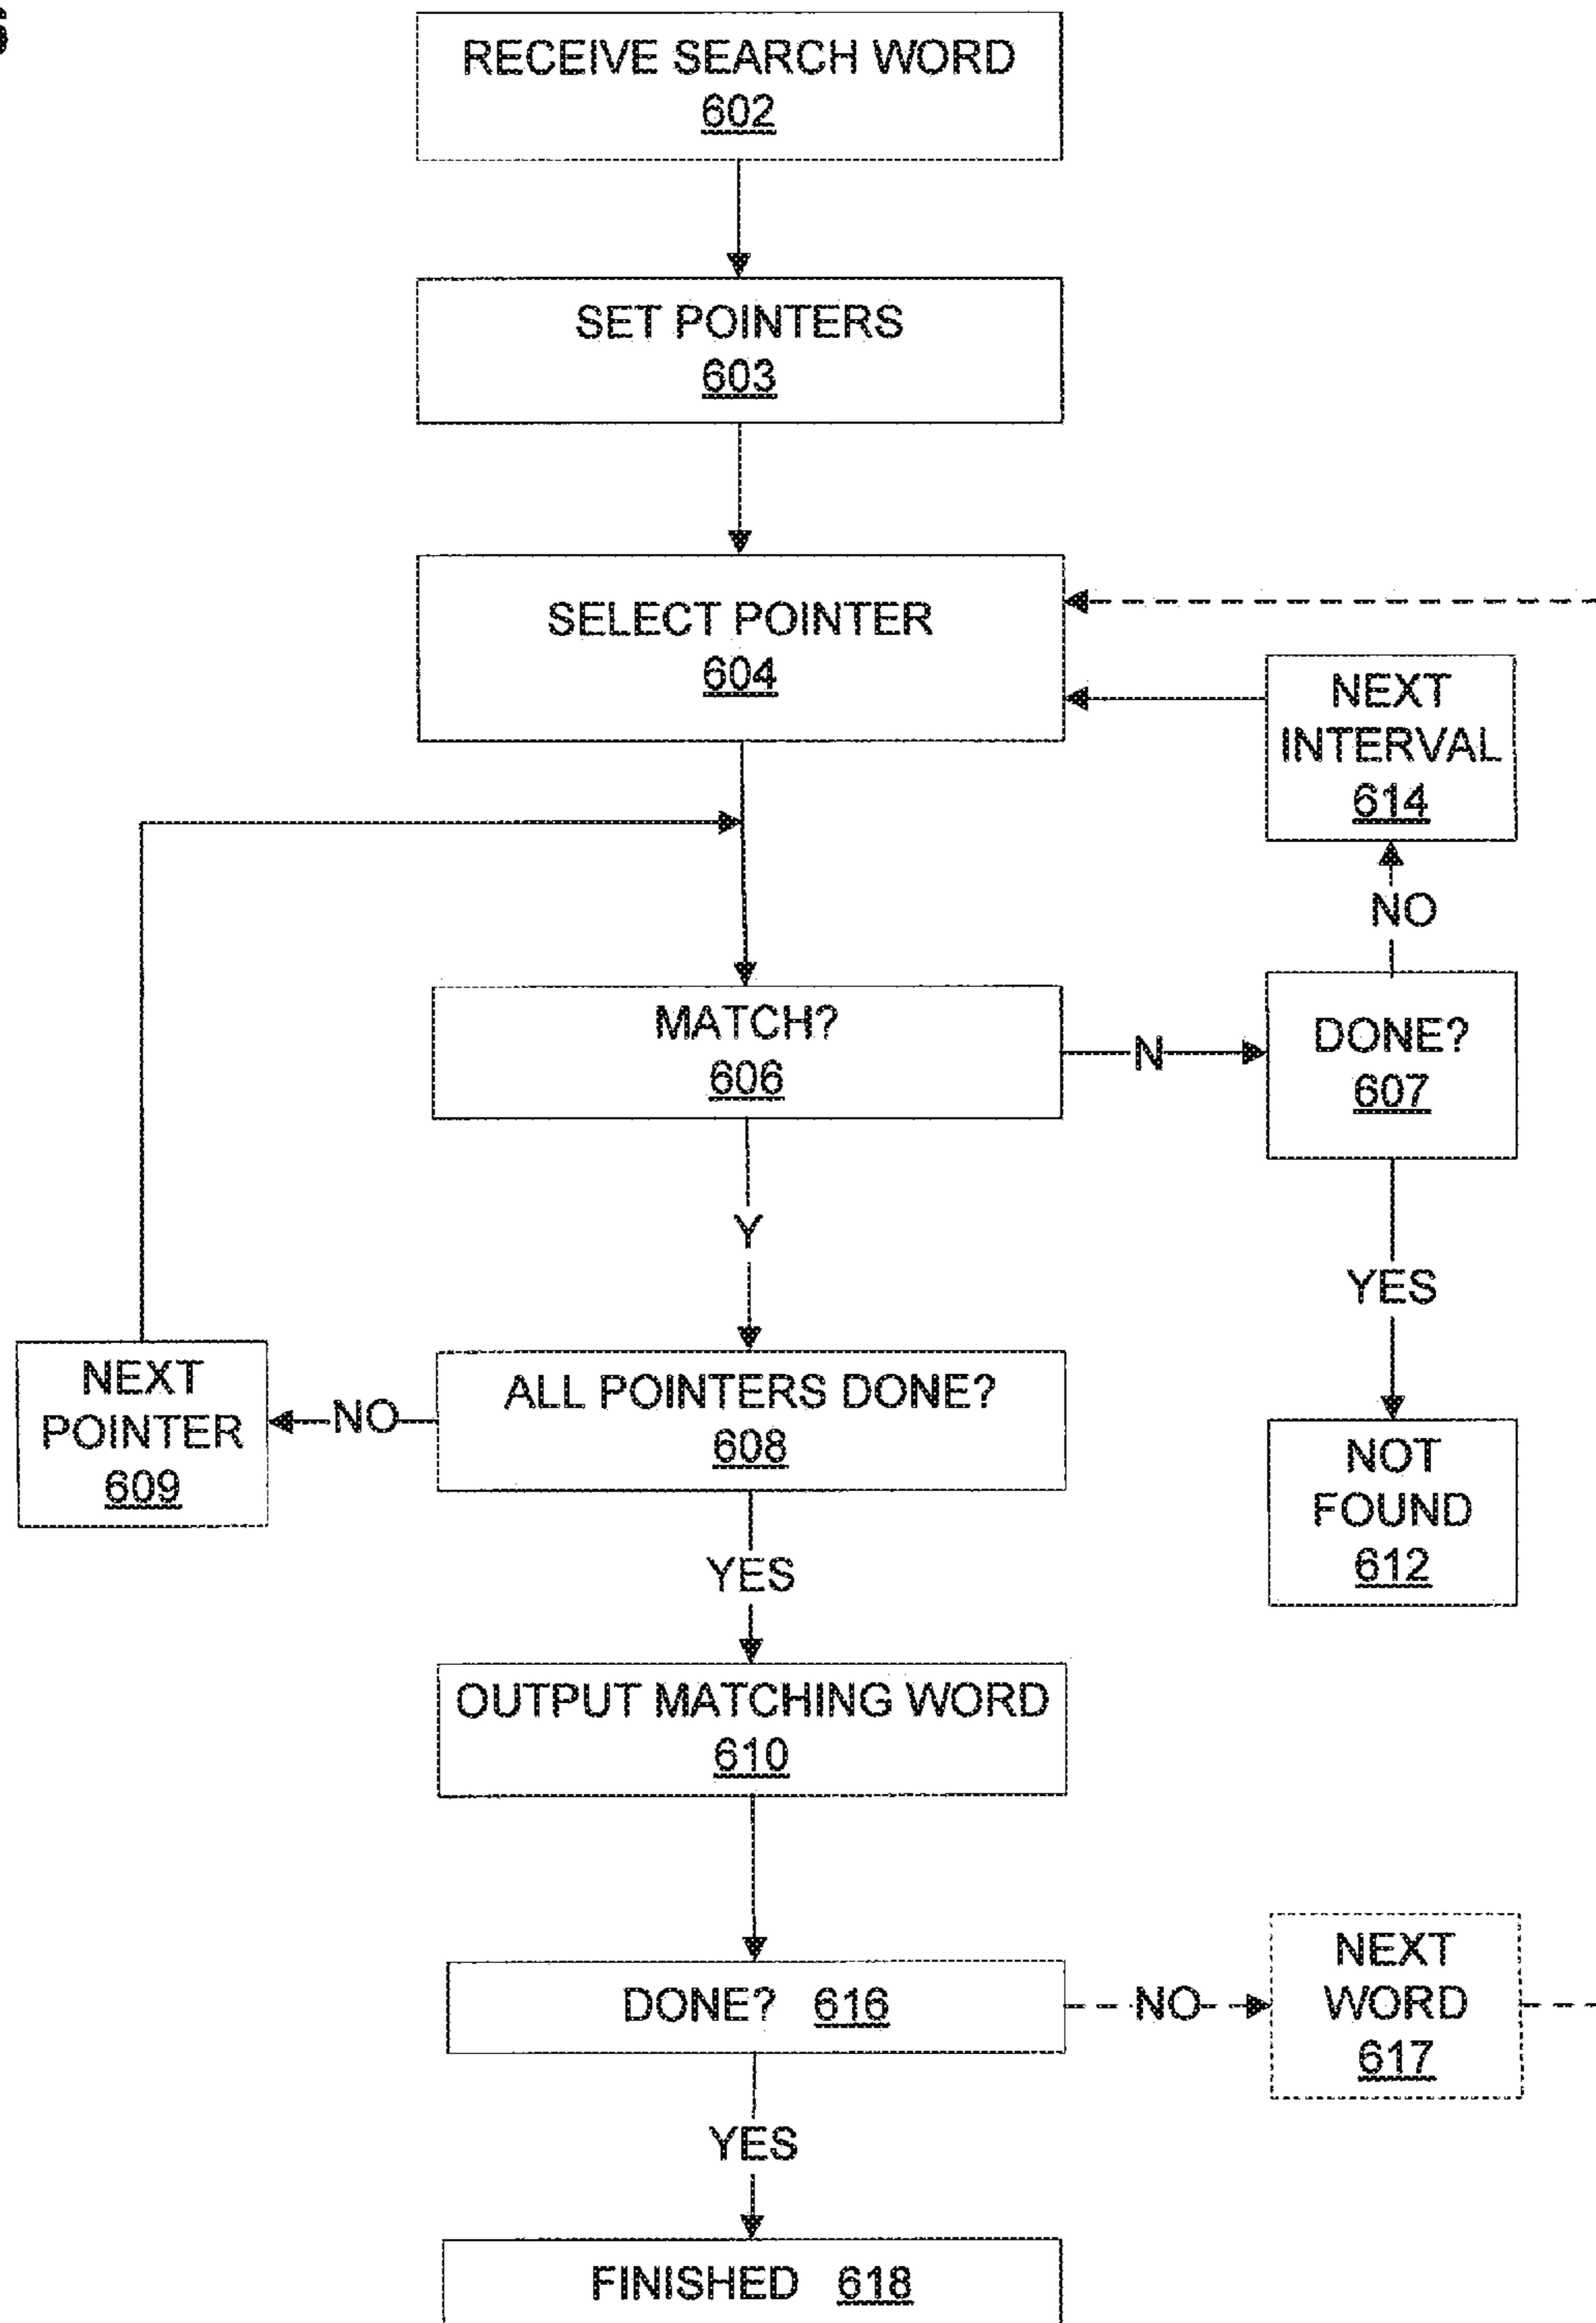 RECEIVE SEARCH WORD
602
SET POINTERS
603
SELECT POINTER
604
NEXT
INTERVAL
614
NO
MATCH?
606
N
DONE?
607
Y
YES
NEXT
POINTER
609
NO
ALL POINTERS DONE?
608
NOT
FOUND
612
YES
OUTPUT MATCHING WORD
610
DONE? 616
NO
NEXT
WORD
617
YES
FINISHED 618